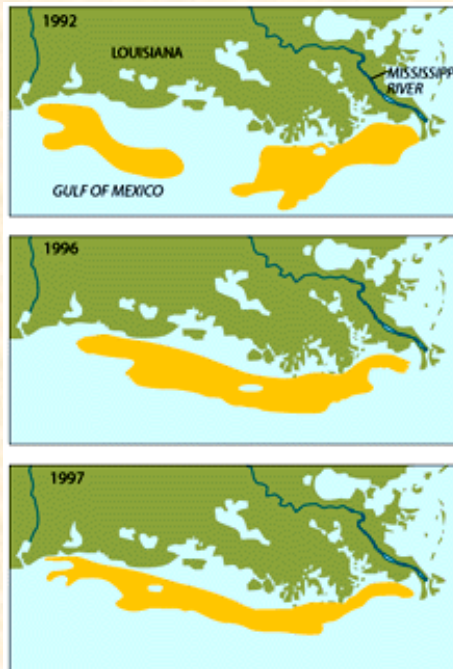 1992
LOUISIANA
MISSISSIPP
RIVER
GULF OF MEXICO
1996
1997